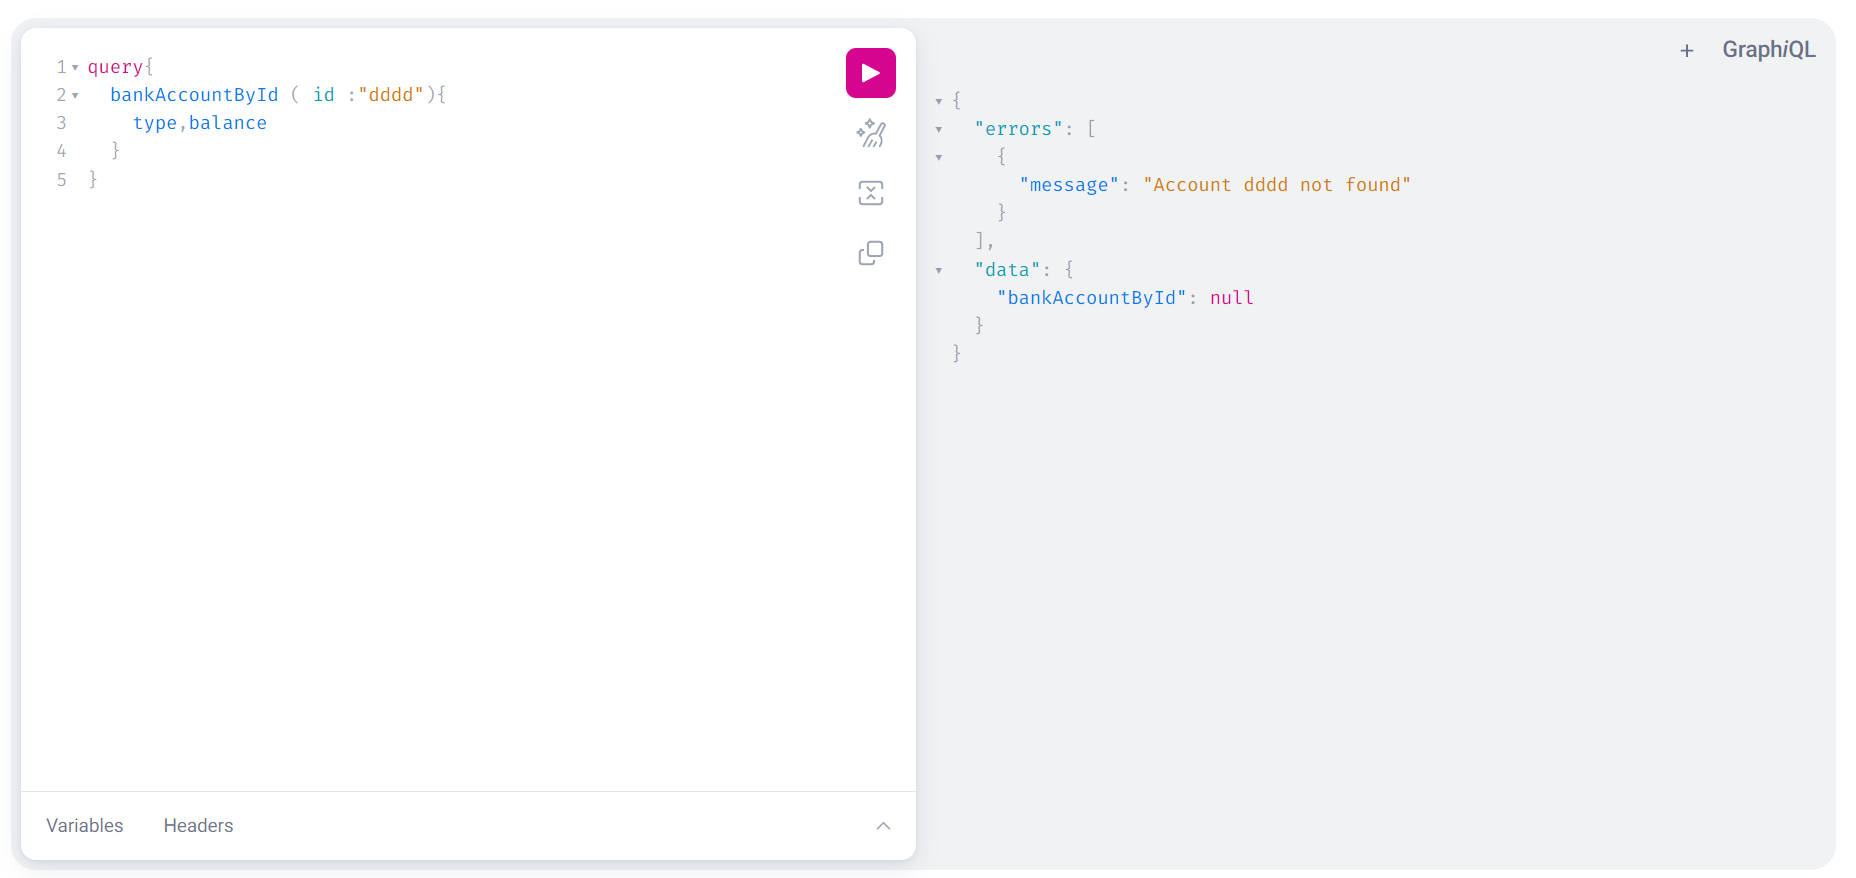 1 query{
2 bankAccountById ( id :"dddd"){
3 type,balance
4 }
5 }
Variables Headers
+ GraphiQL
{
"errors": [
{
"message": "Account dddd not found"
}
],
"data": {
"bankAccountById": null
}
}